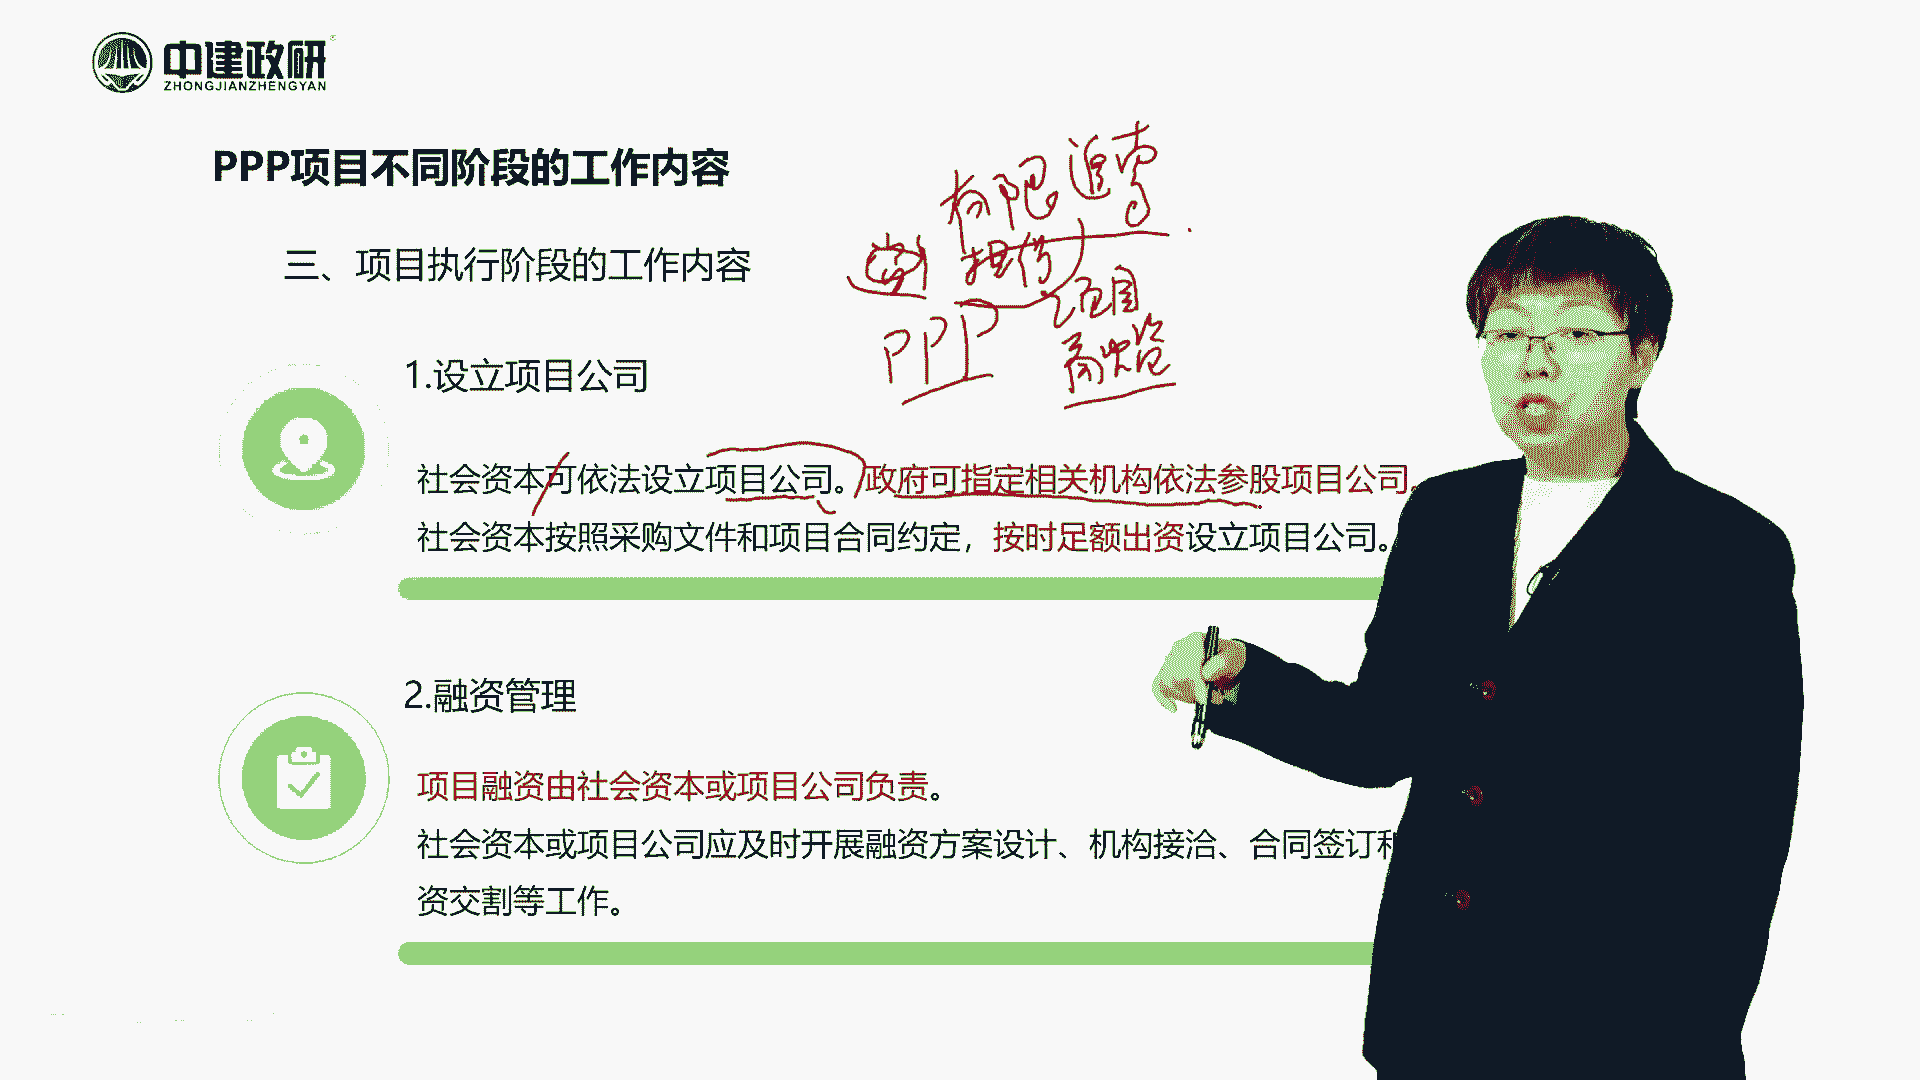 中建政研
ZHONGJIANZHENGYAN
PPP项目不同阶段的工作内容
有限追索
三、项目执行阶段的工作内容
资 担保
项目
PPP
融资
1.设立项目公司
社会资本可依法设立项目公司。政府可指定相关机构依法参股项目公司。
社会资本按照采购文件和项目合同约定，按时足额出资设立项目公司。
2.融资管理
项目融资由社会资本或项目公司负责。
社会资本或项目公司应及时开展融资方案设计、机构接洽、合同签订和
资交割等工作。